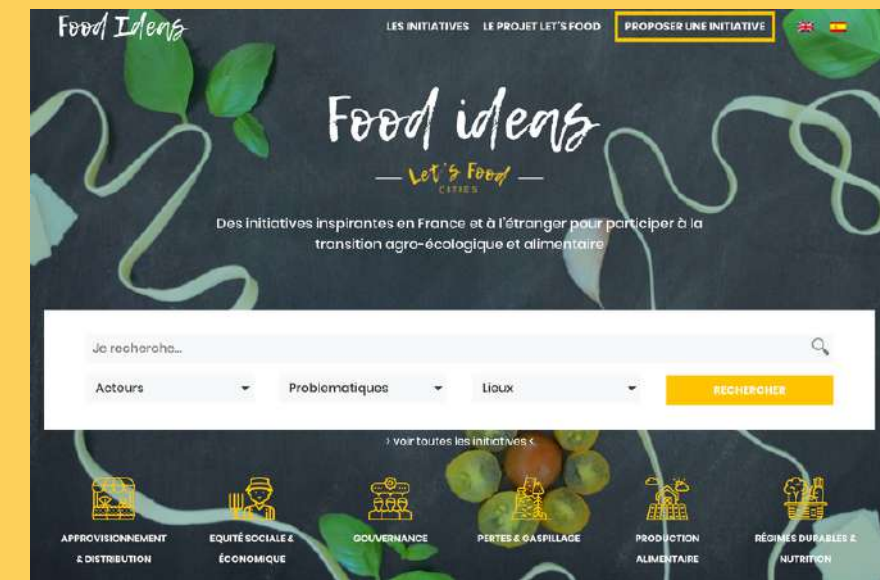 Food Ideas
LES INITIATIVES LE PROJET LET'S FOOD PROPOSER UNE INITIATIVE
Food ideas
Let's Food
CITIES
Des initiatives inspirantes en France et à l'étranger pour participer à la
transition agro-écologique et alimentaire
Je recherche...
Acteurs Problematiques Lieux RECHERCHER
> voir toutes les initiatives <
APPROVISIONNEMENT
& DISTRIBUTION
EQUITÉ SOCIALE &
ÉCONOMIQUE
GOUVERNANCE
PERTES & GASPILLAGE
PRODUCTION
ALIMENTAIRE
RÉGIMES DURABLES &
NUTRITION